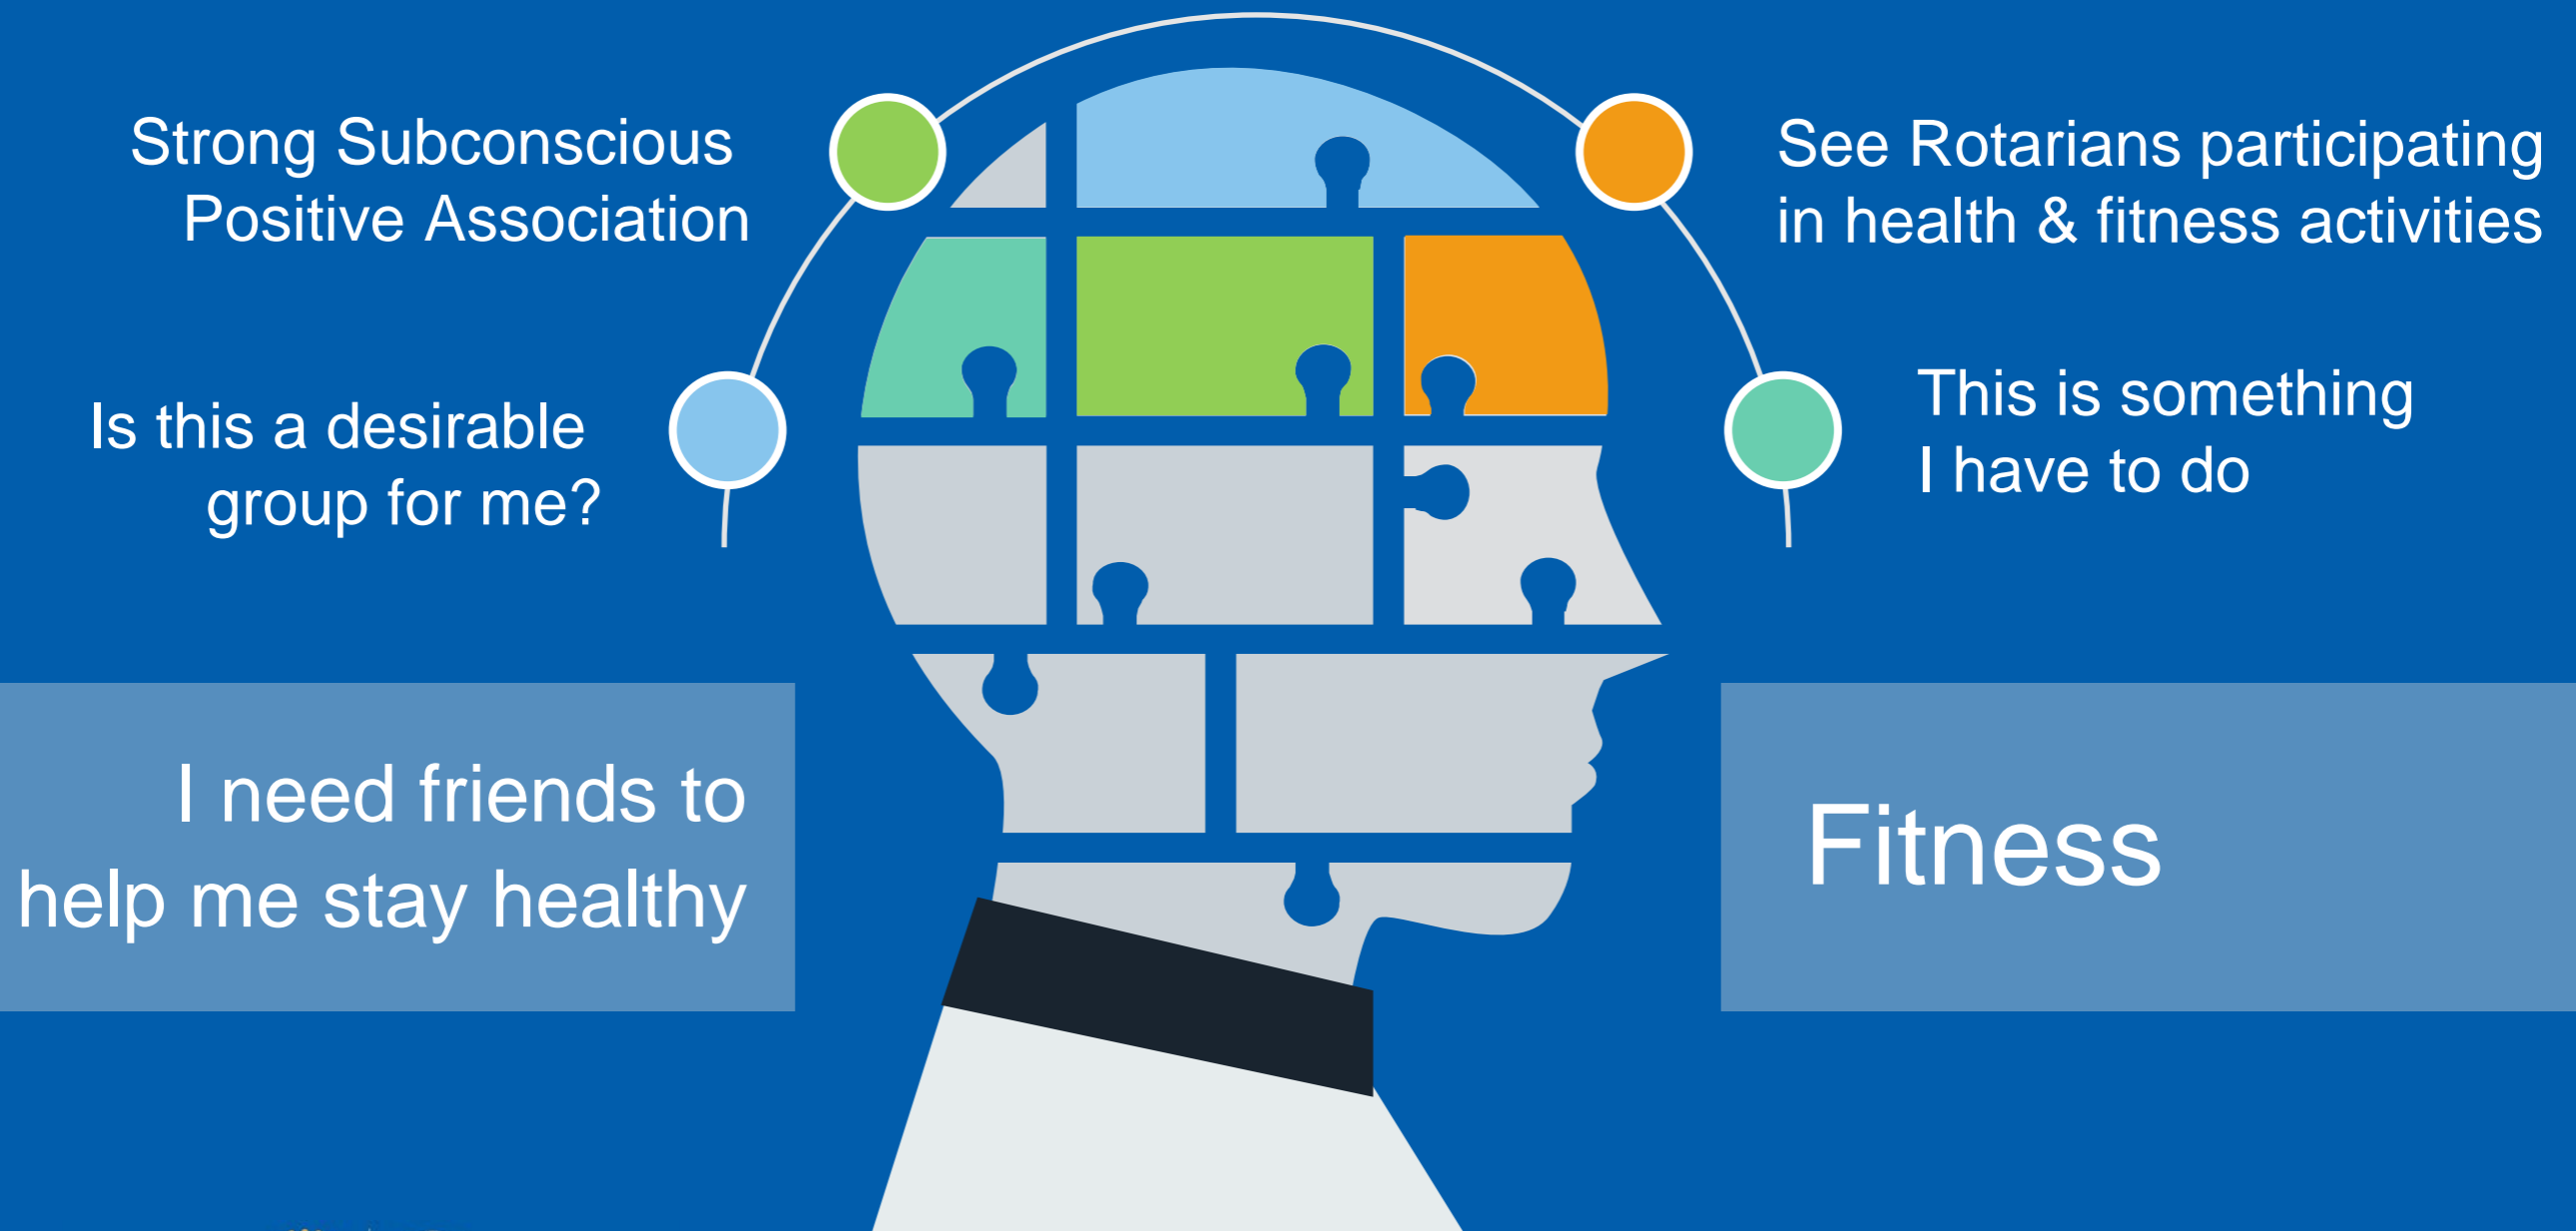 Strong Subconscious
Positive Association
See Rotarians participating
in health & fitness activities
Is this a desirable
group for me?
This is something
I have to do
I need friends to
help me stay healthy
Fitness